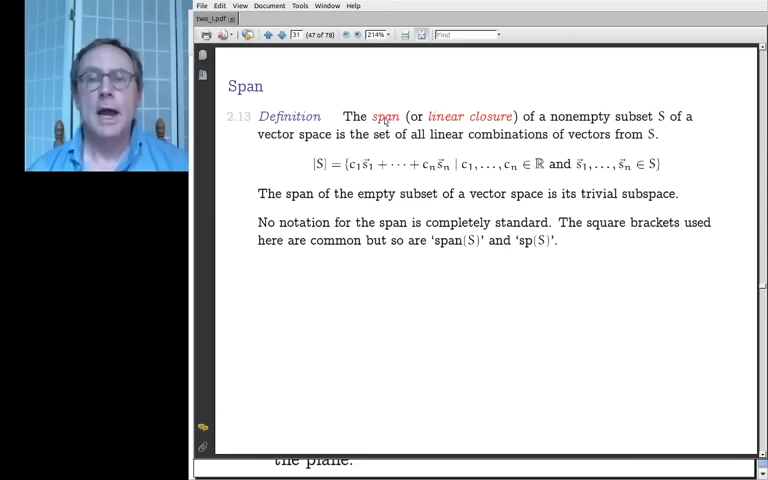 File Edit View Document Tools Window Help
two_i.pdf
31 (47 of 78) 214% Find
Span
2.13 Definition The span (or linear closure) of a nonempty subset S of a
vector space is the set of all linear combinations of vectors from S.
[S] = {c₁s⃗₁ + ··· + cₙs⃗ₙ | c₁,...,cₙ ∈ ℝ and s⃗₁,...,s⃗ₙ ∈ S}
The span of the empty subset of a vector space is its trivial subspace.
No notation for the span is completely standard. The square brackets used
here are common but so are ‘span(S)’ and ‘sp(S)’.
the plane.